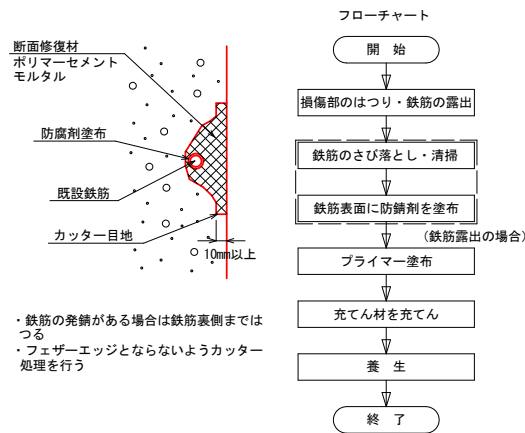 断面修復材
ポリマーセメント
モルタル
防腐剤塗布
既設鉄筋
カッター目地
10mm以上
・鉄筋の発錆がある場合は鉄筋裏側まではつる
・フェザーエッジとならないようカッター処理を行う
フローチャート
開　始
損傷部のはつり・鉄筋の露出
鉄筋のさび落とし・清掃
鉄筋表面に防錆剤を塗布
(鉄筋露出の場合)
プライマー塗布
充てん材を充てん
養　生
終　了